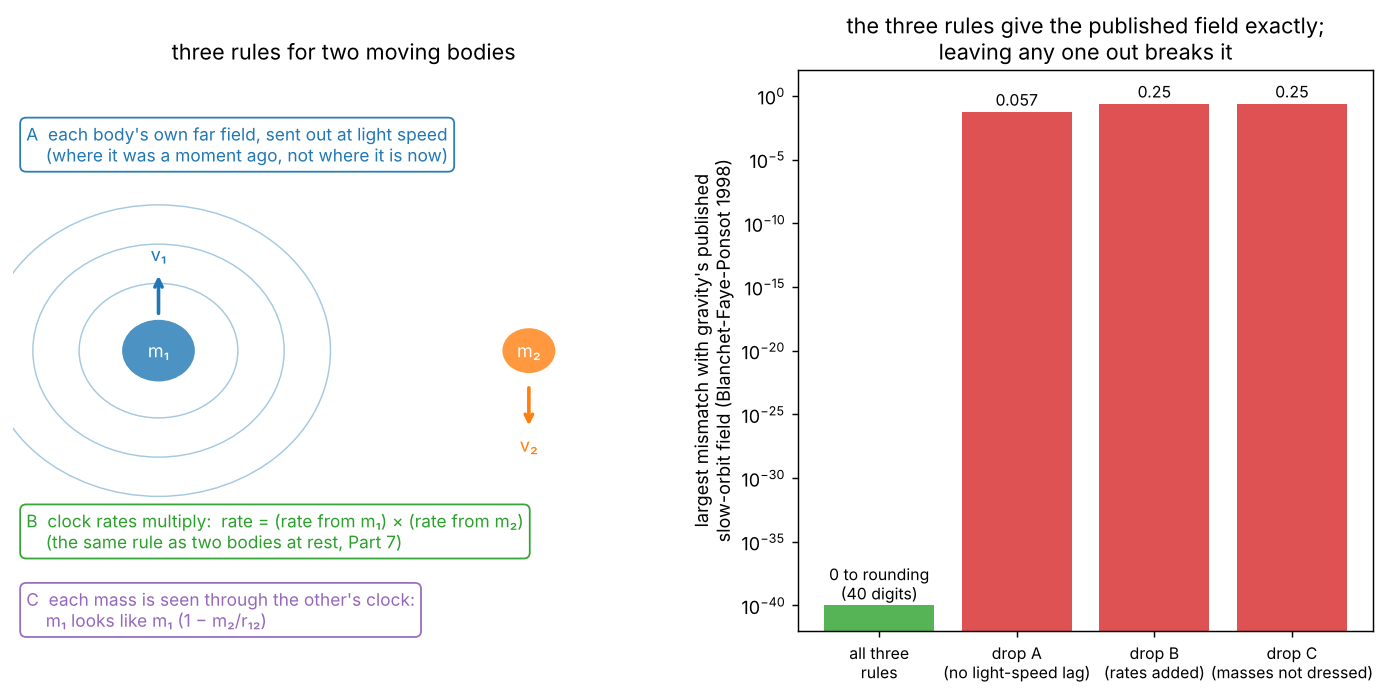 three rules for two moving bodies
A each body's own far field, sent out at light speed
(where it was a moment ago, not where it is now)
v₁
m₁
m₂
v₂
B clock rates multiply: rate = (rate from m₁) × (rate from m₂)
(the same rule as two bodies at rest, Part 7)
C each mass is seen through the other's clock:
m₁ looks like m₁ (1 − m₂/r₁₂)
the three rules give the published field exactly;
leaving any one out breaks it
largest mismatch with gravity's published
slow-orbit field (Blanchet-Faye-Ponsot 1998)
10⁰
10⁻⁵
10⁻¹⁰
10⁻¹⁵
10⁻²⁰
10⁻²⁵
10⁻³⁰
10⁻³⁵
10⁻⁴⁰
0 to rounding
(40 digits)
0.057
0.25
0.25
all three
rules
drop A
(no light-speed lag)
drop B
(rates added)
drop C
(masses not dressed)